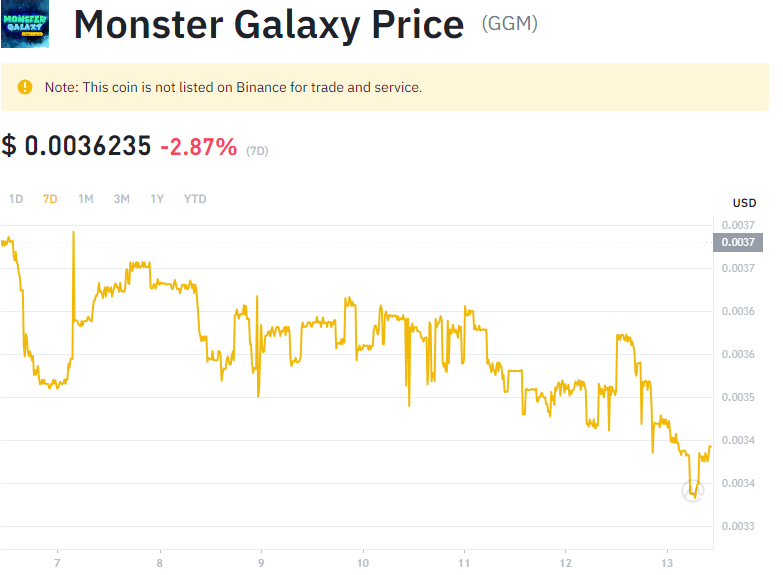 MONSTER
GALAXY
Monster Galaxy Price (GGM)
Note: This coin is not listed on Binance for trade and service.
$ 0.0036235 -2.87% (7D)
1D 7D 1M 3M 1Y YTD
USD
0.0037
0.0037
0.0037
0.0036
0.0036
0.0035
0.0034
0.0034
0.0033
7 8 9 10 11 12 13